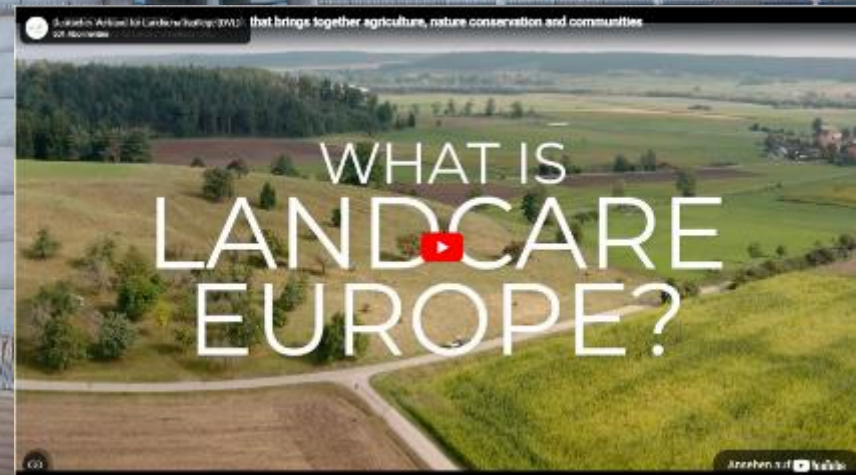 Deutscher Verband für Landschaftspflege (DVL) that brings together agriculture, nature conservation and communities
WHAT IS
LANDCARE
EUROPE?
Ansehen auf YouTube